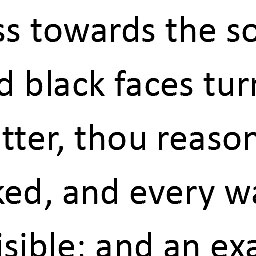 ss towards the so
d black faces turn
tter, thou reason
ked, and every wa
isible; and an exa